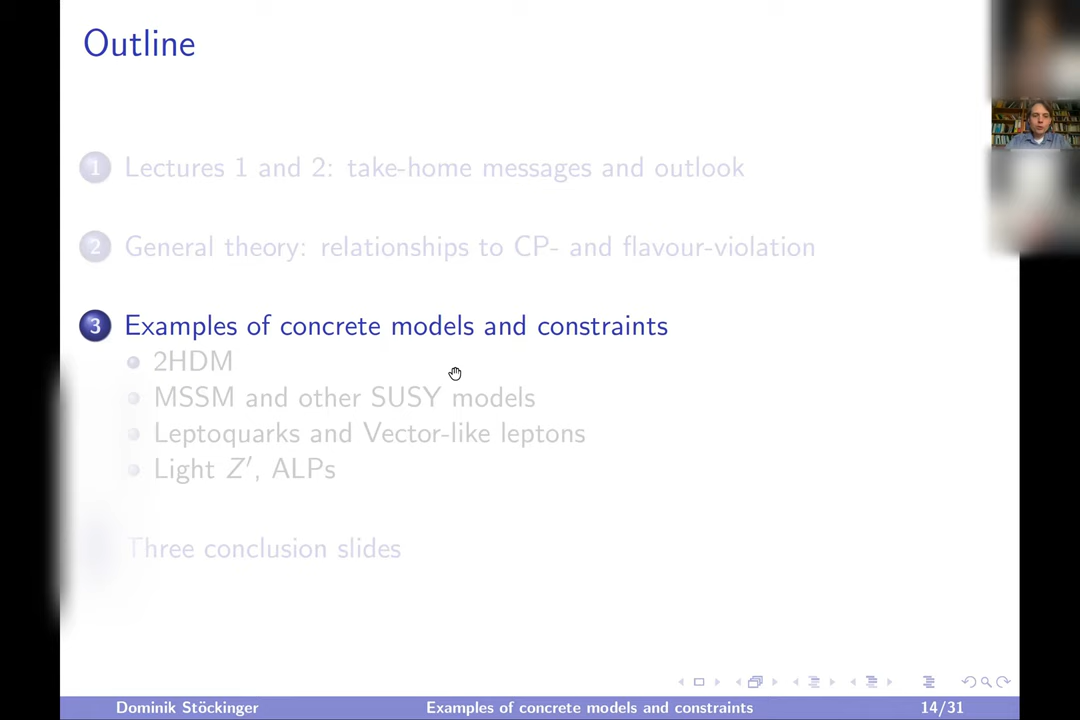 Outline
1 Lectures 1 and 2: take-home messages and outlook
2 General theory: relationships to CP- and flavour-violation
3 Examples of concrete models and constraints
2HDM
MSSM and other SUSY models
Leptoquarks and Vector-like leptons
Light Z′, ALPs
Three conclusion slides
Dominik Stöckinger Examples of concrete models and constraints 14/31